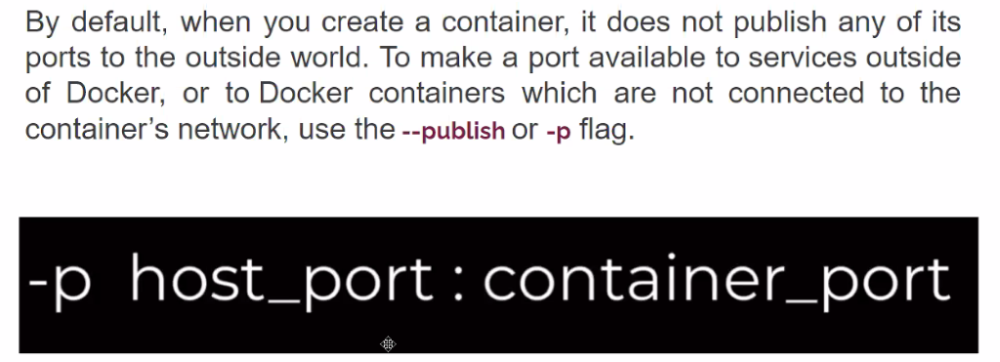 By default, when you create a container, it does not publish any of its
ports to the outside world. To make a port available to services outside
of Docker, or to Docker containers which are not connected to the
container’s network, use the --publish or -p flag.
-p host_port : container_port